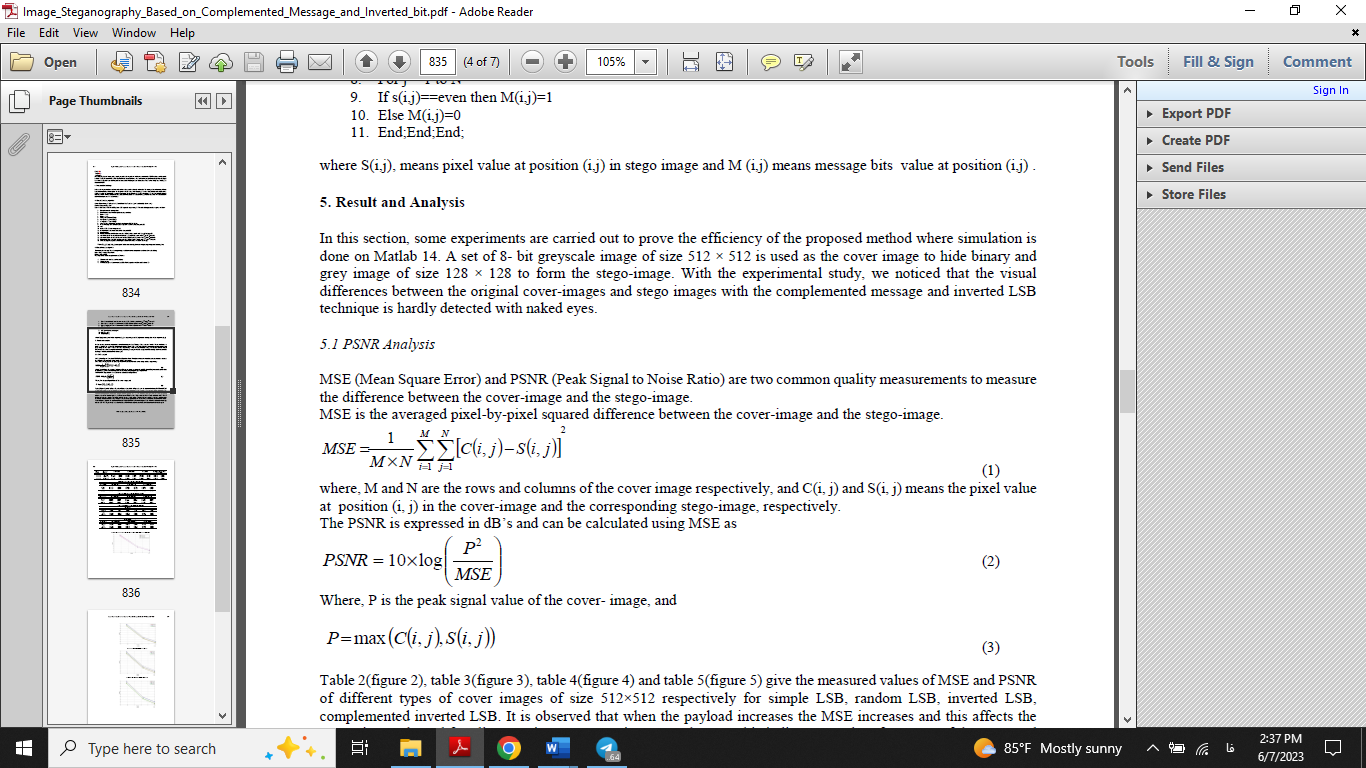 Image_Steganography_Based_on_Complemented_Message_and_Inverted_bit.pdf - Adobe Reader
File Edit View Window Help
Open 835 (4 of 7) 105% Tools Fill & Sign Comment
Page Thumbnails
834
835
836
9. If s(i,j)==even then M(i,j)=1
10. Else M(i,j)=0
11. End;End;End;
where S(i,j), means pixel value at position (i,j) in stego image and M (i,j) means message bits value at position (i,j) .
5. Result and Analysis
In this section, some experiments are carried out to prove the efficiency of the proposed method where simulation is
done on Matlab 14. A set of 8- bit greyscale image of size 512 × 512 is used as the cover image to hide binary and
grey image of size 128 × 128 to form the stego-image. With the experimental study, we noticed that the visual
differences between the original cover-images and stego images with the complemented message and inverted LSB
technique is hardly detected with naked eyes.
5.1 PSNR Analysis
MSE (Mean Square Error) and PSNR (Peak Signal to Noise Ratio) are two common quality measurements to measure
the difference between the cover-image and the stego-image.
MSE is the averaged pixel-by-pixel squared difference between the cover-image and the stego-image.
MSE = 1/(M×N) ∑_{i=1}^{M} ∑_{j=1}^{N} [C(i, j) − S(i, j)]^2 (1)
where, M and N are the rows and columns of the cover image respectively, and C(i, j) and S(i, j) means the pixel value
at position (i, j) in the cover-image and the corresponding stego-image, respectively.
The PSNR is expressed in dB’s and can be calculated using MSE as
PSNR = 10×log(P^2/MSE) (2)
Where, P is the peak signal value of the cover- image, and
P=max(C(i, j), S(i, j)) (3)
Table 2(figure 2), table 3(figure 3), table 4(figure 4) and table 5(figure 5) give the measured values of MSE and PSNR
of different types of cover images of size 512×512 respectively for simple LSB, random LSB, inverted LSB,
complemented inverted LSB. It is observed that when the payload increases the MSE increases and this affects the
Sign In
Export PDF
Create PDF
Send Files
Store Files
Type here to search
.64
85°F Mostly sunny
فا
2:37 PM
6/7/2023